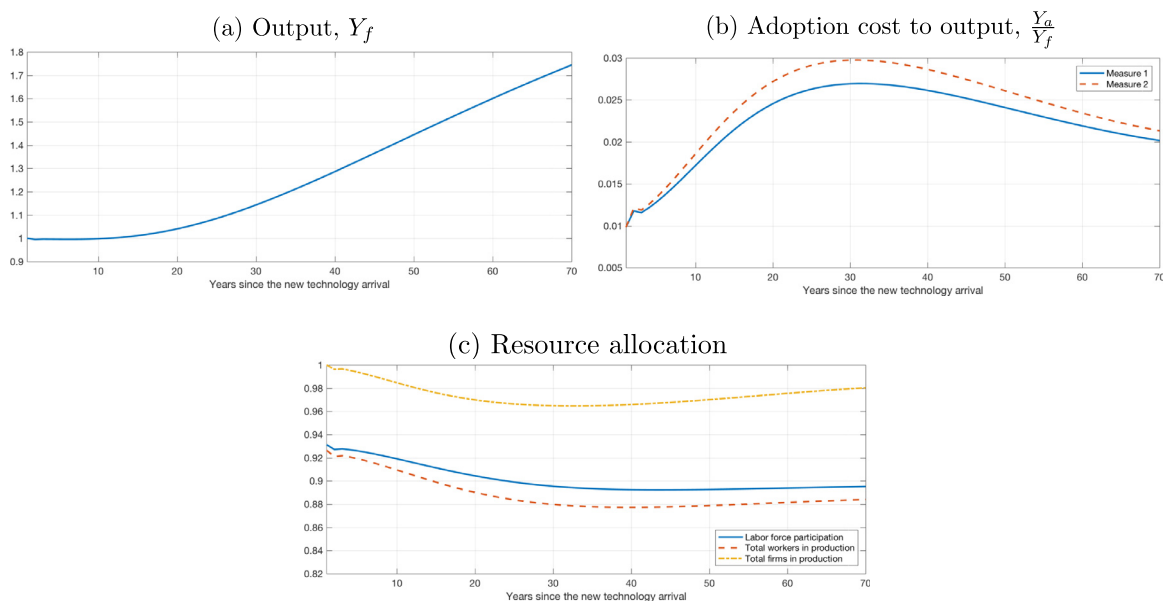 (a) Output, Y_f
1.8
1.7
1.6
1.5
1.4
1.3
1.2
1.1
1
0.9
10 20 30 40 50 60 70
Years since the new technology arrival
(b) Adoption cost to output, Y_a/Y_f
0.03
0.025
0.02
0.015
0.01
0.005
Measure 1
Measure 2
10 20 30 40 50 60 70
Years since the new technology arrival
(c) Resource allocation
1
0.98
0.96
0.94
0.92
0.9
0.88
0.86
0.84
0.82
Labor force participation
Total workers in production
Total firms in production
10 20 30 40 50 60 70
Years since the new technology arrival